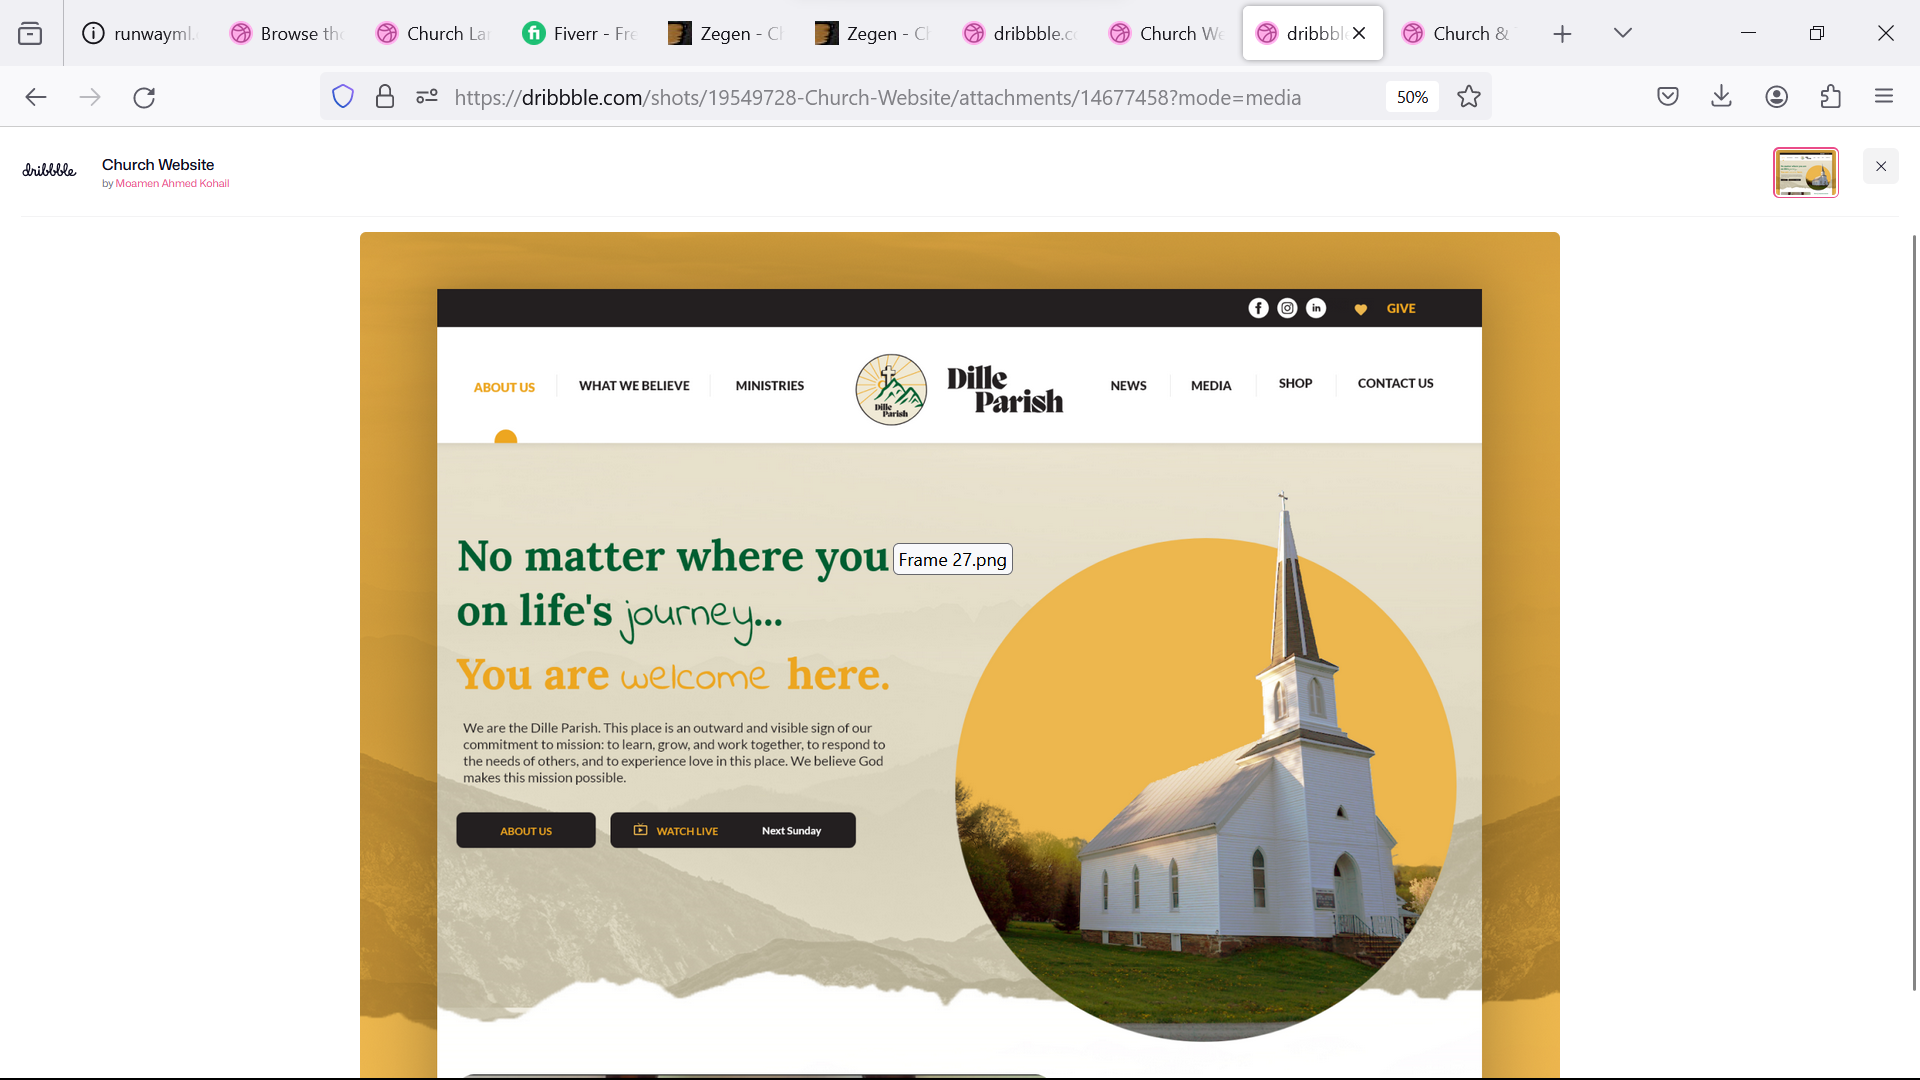 runwayml.
Browse th
Church La
Fiverr - Fre
Zegen - C
Zegen - Ch
dribbble.c
Church We
dribbbl
Church &
https://dribbble.com/shots/19549728-Church-Website/attachments/14677458?mode=media
50%
dribbble
Church Website
by Moamen Ahmed Kohail
GIVE
ABOUT US
WHAT WE BELIEVE
MINISTRIES
Dille
Parish
Dille
Parish
NEWS
MEDIA
SHOP
CONTACT US
No matter where you
Frame 27.png
on life's journey...
You are welcome here.
We are the Dille Parish. This place is an outward and visible sign of our
commitment to mission: to learn, grow, and work together, to respond to
the needs of others, and to experience love in this place. We believe God
makes this mission possible.
ABOUT US
WATCH LIVE Next Sunday